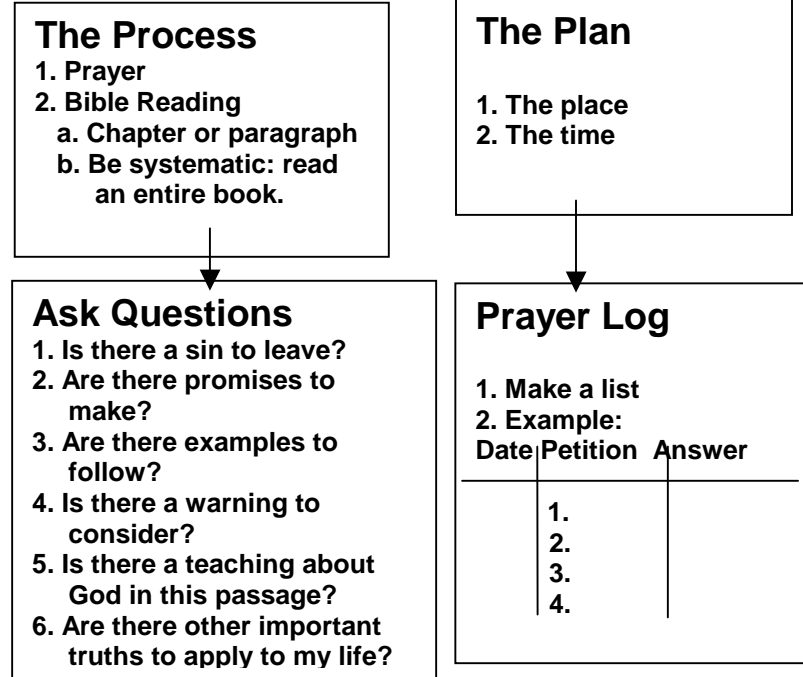 The Process
1. Prayer
2. Bible Reading
a. Chapter or paragraph
b. Be systematic: read
an entire book.
The Plan
1. The place
2. The time
Ask Questions
1. Is there a sin to leave?
2. Are there promises to
make?
3. Are there examples to
follow?
4. Is there a warning to
consider?
5. Is there a teaching about
God in this passage?
6. Are there other important
truths to apply to my life?
Prayer Log
1. Make a list
2. Example:
Date Petition Answer
1.
2.
3.
4.